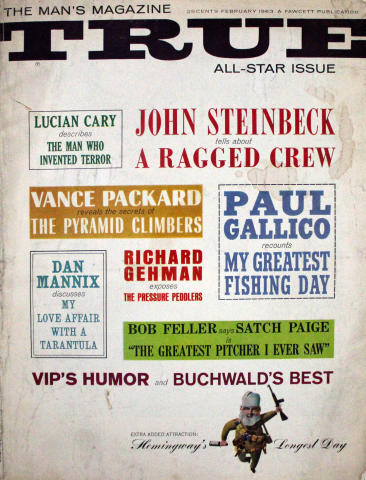 THE MAN'S MAGAZINE
35 CENTS FEBRUARY 1963 A FAWCETT PUBLICATION
TRUE
ALL-STAR ISSUE
LUCIAN CARY
describes
THE MAN WHO
INVENTED TERROR
JOHN STEINBECK
tells about
A RAGGED CREW
VANCE PACKARD
reveals the secrets of
THE PYRAMID CLIMBERS
PAUL
GALLICO
recounts
MY GREATEST
FISHING DAY
DAN
MANNIX
discusses
MY
LOVE AFFAIR
WITH A
TARANTULA
RICHARD
GEHMAN
exposes
THE PRESSURE PEDDLERS
BOB FELLER says SATCH PAIGE
is
"THE GREATEST PITCHER I EVER SAW"
VIP'S HUMOR and BUCHWALD'S BEST
EXTRA ADDED ATTRACTION:
Hemingway's Longest Day